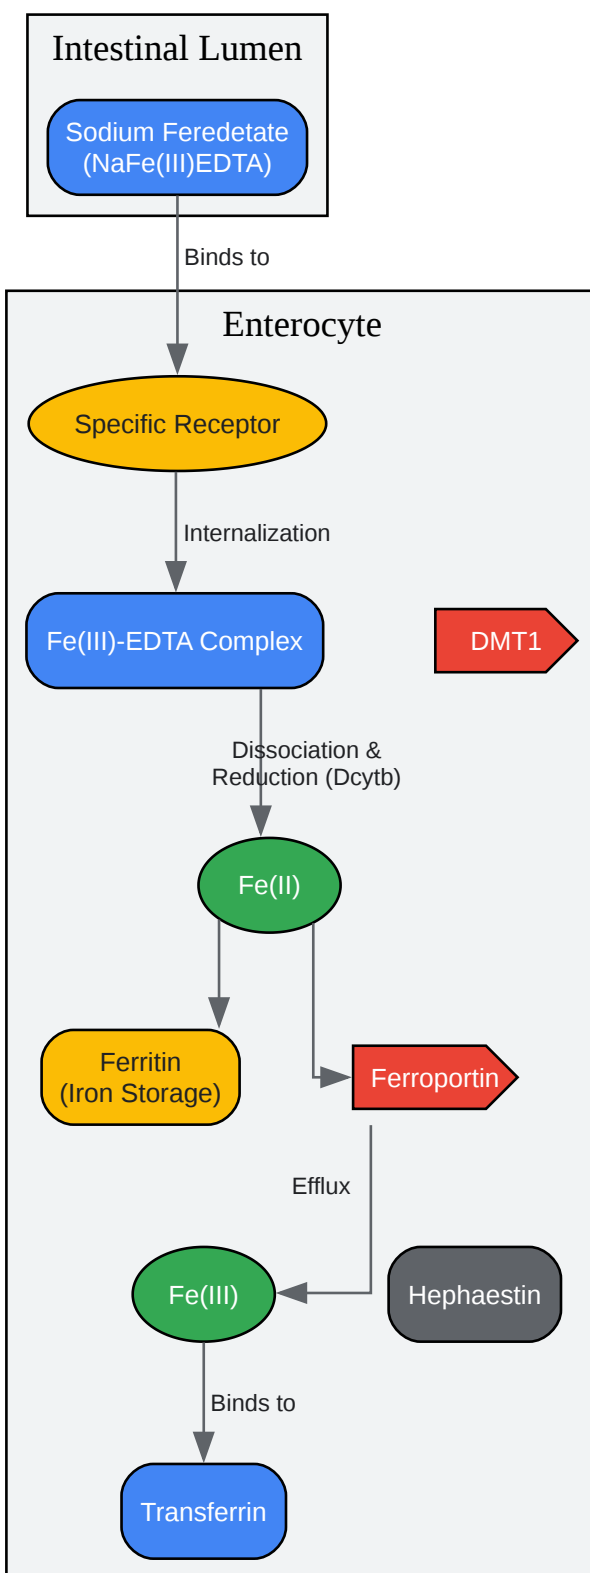 Intestinal Lumen
Sodium Feredetate
(NaFe(III)EDTA)
Binds to
Enterocyte
Specific Receptor
Internalization
Fe(III)-EDTA Complex
DMT1
Dissociation &
Reduction (Dcytb)
Fe(II)
Ferritin
(Iron Storage)
Ferroportin
Efflux
Fe(III)
Hephaestin
Binds to
Transferrin